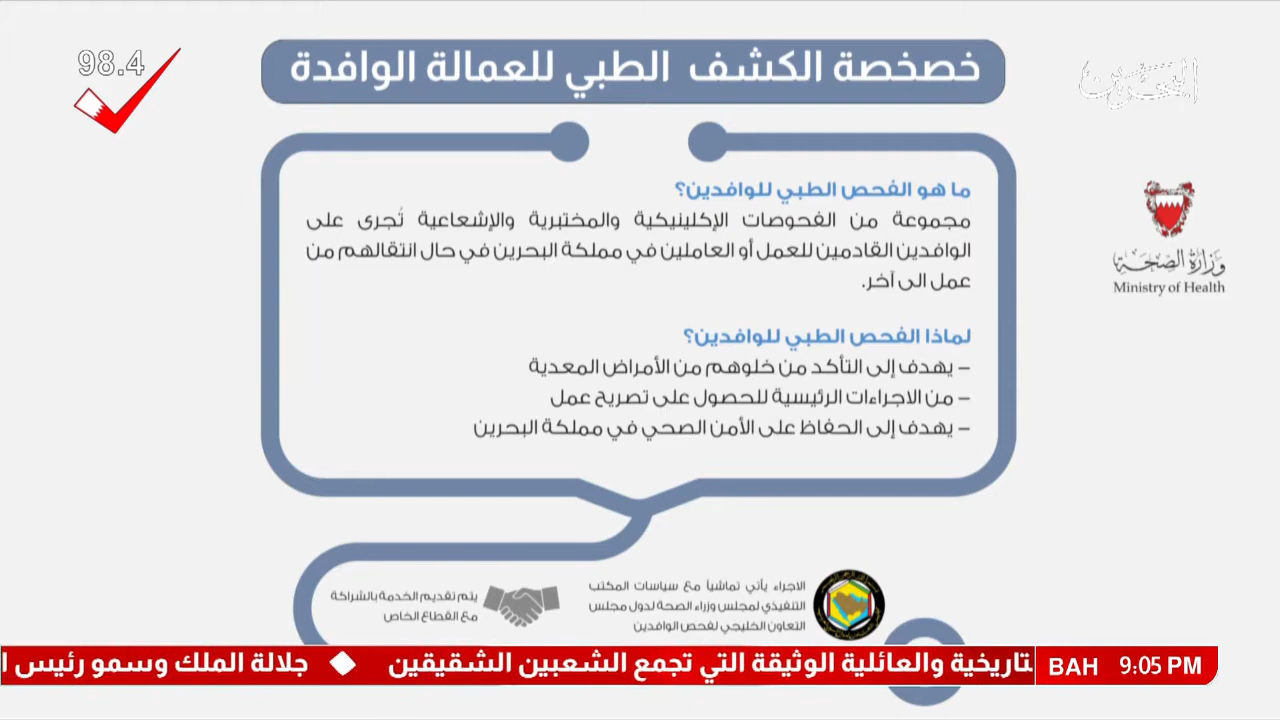 98.4
خصخصة الكشف الطبي للعمالة الوافدة
البحرين
ما هو الفحص الطبي للوافدين؟
مجموعة من الفحوصات الإكلينيكية والمختبرية والإشعاعية تُجرى على
الوافدين القادمين للعمل أو العاملين في مملكة البحرين في حال انتقالهم من
عمل الى آخر.
وزارة الصحة
Ministry of Health
لماذا الفحص الطبي للوافدين؟
– يهدف إلى التأكد من خلوهم من الأمراض المعدية
– من الاجراءات الرئيسية للحصول على تصريح عمل
– يهدف إلى الحفاظ على الأمن الصحي في مملكة البحرين
الاجراء يأتي تماشياً مع سياسات المكتب
التنفيذي لمجلس وزراء الصحة لدول مجلس
التعاون الخليجي لفحص الوافدين
يتم تقديم الخدمة بالشراكة
مع القطاع الخاص
لتاريخية والعائلية الوثيقة التي تجمع الشعبين الشقيقين
جلالة الملك وسمو رئيس ا
BAH 9:05 PM